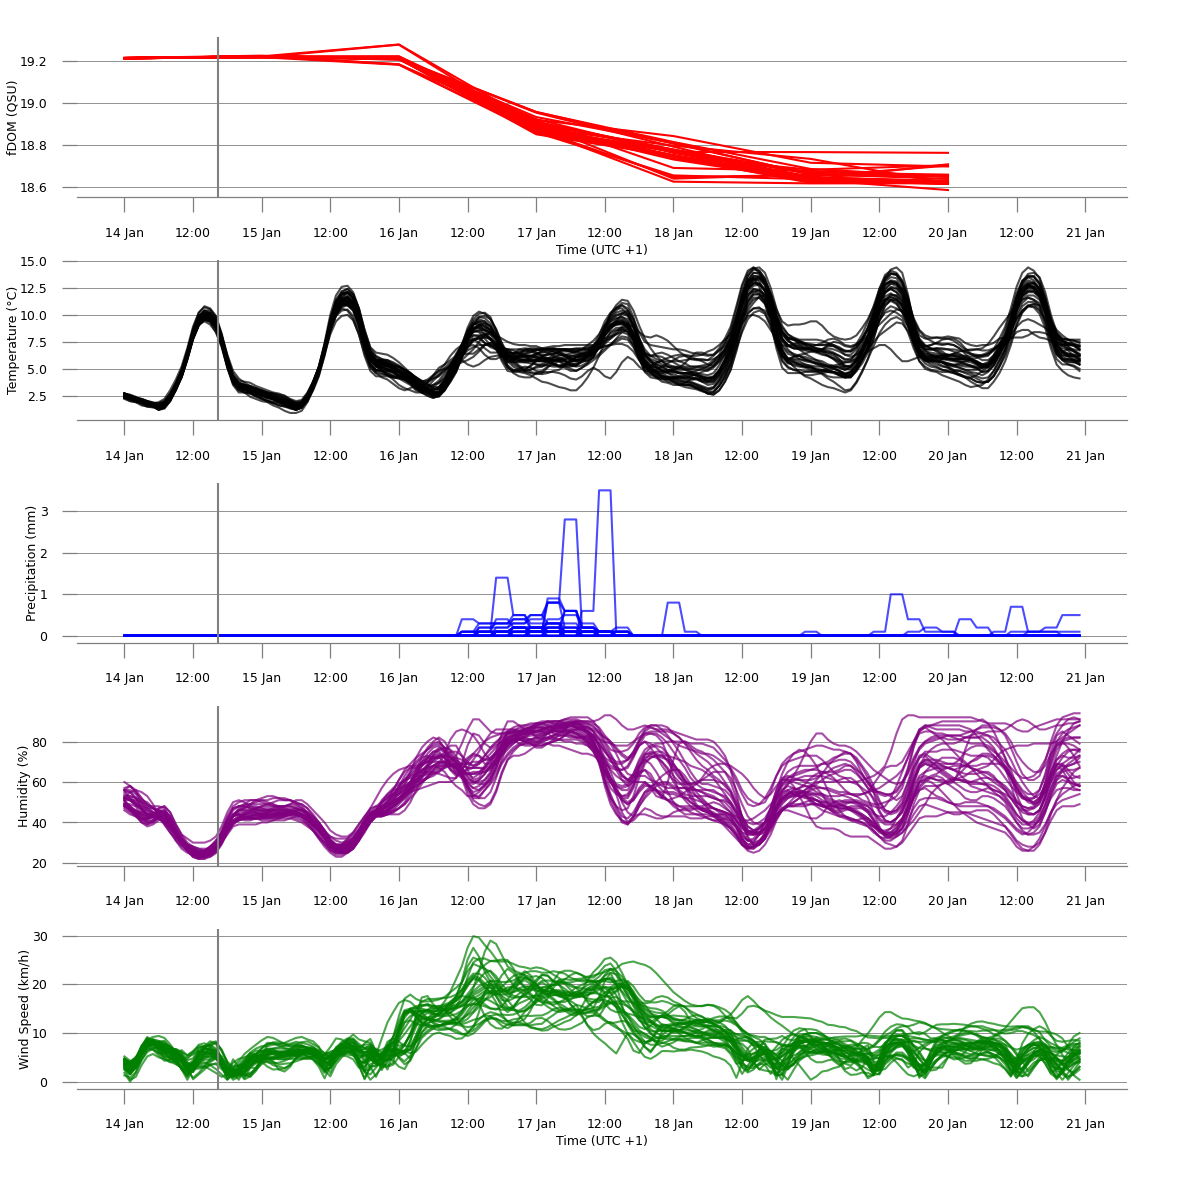 fDOM (QSU)
19.2
19.0
18.8
18.6
14 Jan 12:00 15 Jan 12:00 16 Jan 12:00 17 Jan 12:00 18 Jan 12:00 19 Jan 12:00 20 Jan 12:00 21 Jan
Time (UTC +1)
Temperature (°C)
15.0
12.5
10.0
7.5
5.0
2.5
14 Jan 12:00 15 Jan 12:00 16 Jan 12:00 17 Jan 12:00 18 Jan 12:00 19 Jan 12:00 20 Jan 12:00 21 Jan
Precipitation (mm)
3
2
1
0
14 Jan 12:00 15 Jan 12:00 16 Jan 12:00 17 Jan 12:00 18 Jan 12:00 19 Jan 12:00 20 Jan 12:00 21 Jan
Humidity (%)
80
60
40
20
14 Jan 12:00 15 Jan 12:00 16 Jan 12:00 17 Jan 12:00 18 Jan 12:00 19 Jan 12:00 20 Jan 12:00 21 Jan
Wind Speed (km/h)
30
20
10
0
14 Jan 12:00 15 Jan 12:00 16 Jan 12:00 17 Jan 12:00 18 Jan 12:00 19 Jan 12:00 20 Jan 12:00 21 Jan
Time (UTC +1)